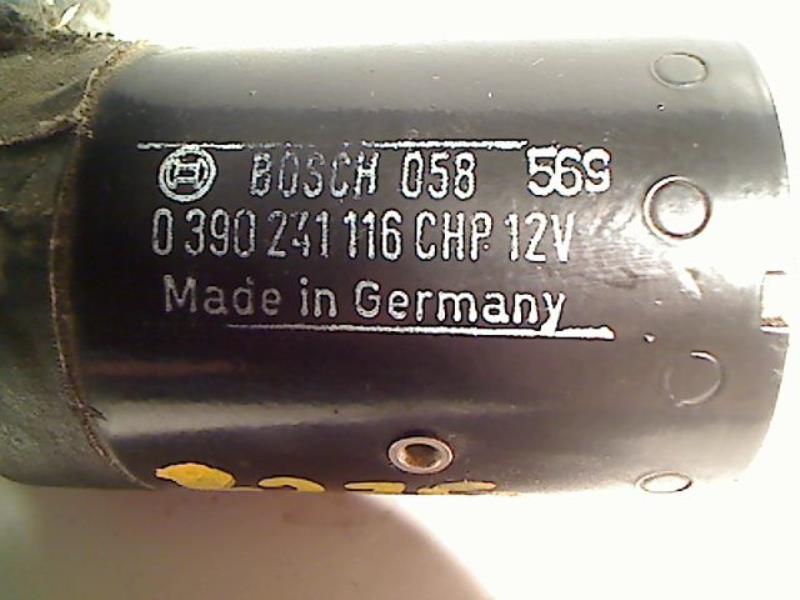 BOSCH 058 569
0 390 241 116 CHP 12V
Made in Germany